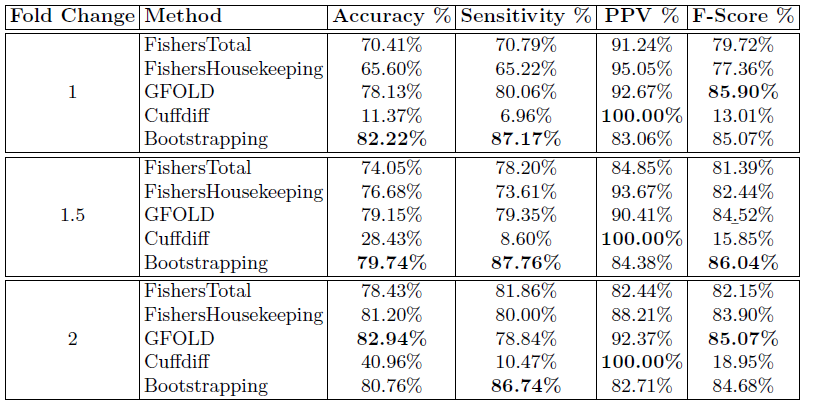 Fold Change Method Accuracy % Sensitivity % PPV % F-Score %
FishersTotal 70.41% 70.79% 91.24% 79.72%
FishersHousekeeping 65.60% 65.22% 95.05% 77.36%
1 GFOLD 78.13% 80.06% 92.67% 85.90%
Cuffdiff 11.37% 6.96% 100.00% 13.01%
Bootstrapping 82.22% 87.17% 83.06% 85.07%
FishersTotal 74.05% 78.20% 84.85% 81.39%
FishersHousekeeping 76.68% 73.61% 93.67% 82.44%
1.5 GFOLD 79.15% 79.35% 90.41% 84.52%
Cuffdiff 28.43% 8.60% 100.00% 15.85%
Bootstrapping 79.74% 87.76% 84.38% 86.04%
FishersTotal 78.43% 81.86% 82.44% 82.15%
FishersHousekeeping 81.20% 80.00% 88.21% 83.90%
2 GFOLD 82.94% 78.84% 92.37% 85.07%
Cuffdiff 40.96% 10.47% 100.00% 18.95%
Bootstrapping 80.76% 86.74% 82.71% 84.68%